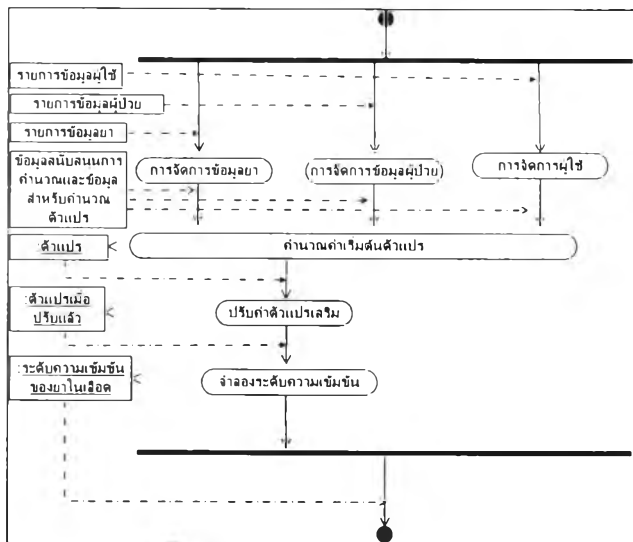 รายการข้อมูลผู้ใช้
รายการข้อมูลผู้ป่วย
รายการข้อมูลยา
ข้อมูลสนับสนุนการ
คำนวณและข้อมูล
สำหรับคำนวณ
ตัวแปร
การจัดการข้อมูลยา
การจัดการข้อมูลผู้ป่วย
การจัดการผู้ใช้
:ตัวแปร
คำนวณค่าเริ่มต้นตัวแปร
:ตัวแปรเมื่อ
ปรับแล้ว
ปรับค่าตัวแปรเสริม
:ระดับความเข้มข้น
ของยาในเลือด
จำลองระดับความเข้มข้น